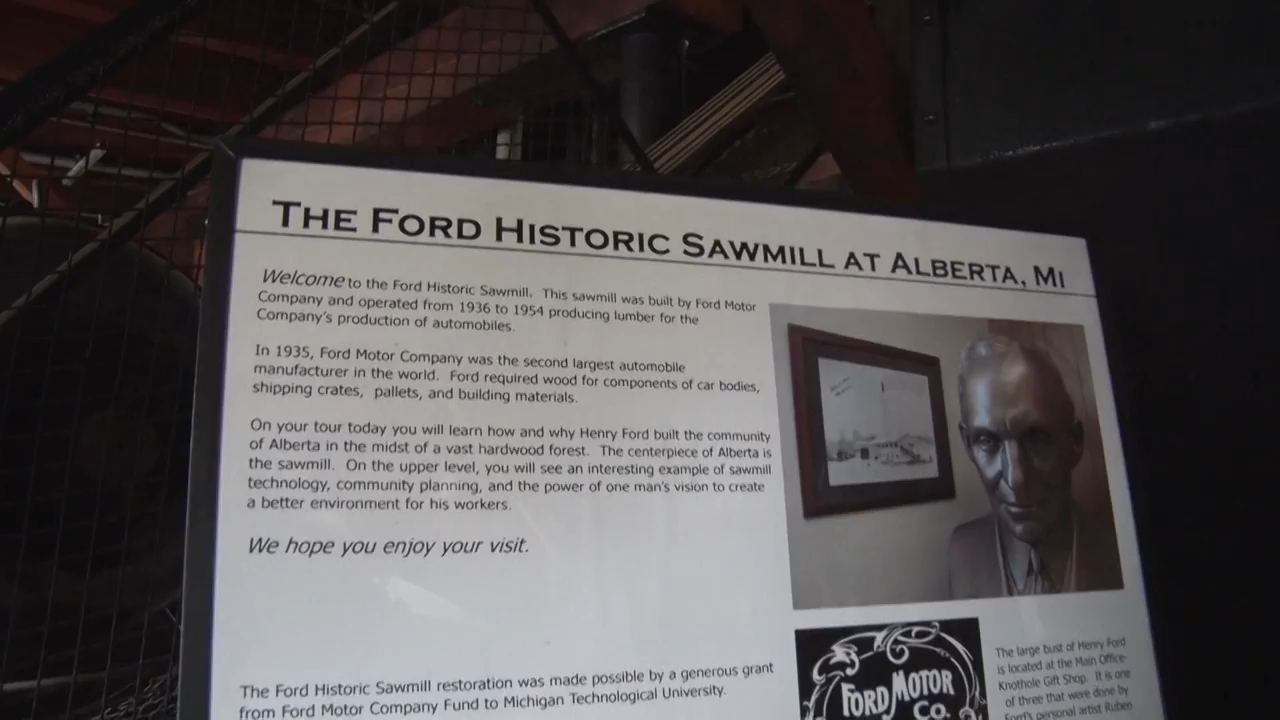 THE FORD HISTORIC SAWMILL AT ALBERTA, MI
Welcome to the Ford Historic Sawmill. This sawmill was built by Ford Motor
Company and operated from 1936 to 1954 producing lumber for the
Company's production of automobiles.
In 1935, Ford Motor Company was the second largest automobile
manufacturer in the world. Ford required wood for components of car bodies,
shipping crates, pallets, and building materials.
On your tour today you will learn how and why Henry Ford built the community
of Alberta in the midst of a vast hardwood forest. The centerpiece of Alberta is
the sawmill. On the upper level, you will see an interesting example of sawmill
technology, community planning, and the power of one man's vision to create
a better environment for his workers.
We hope you enjoy your visit.
The Ford Historic Sawmill restoration was made possible by a generous grant
from Ford Motor Company Fund to Michigan Technological University.
FORD MOTOR
Co.
The large bust of Henry Ford
is located at the Main Office-
Knothole Gift Shop. It is one
of three that were done by
Ford's personal artist Ruben